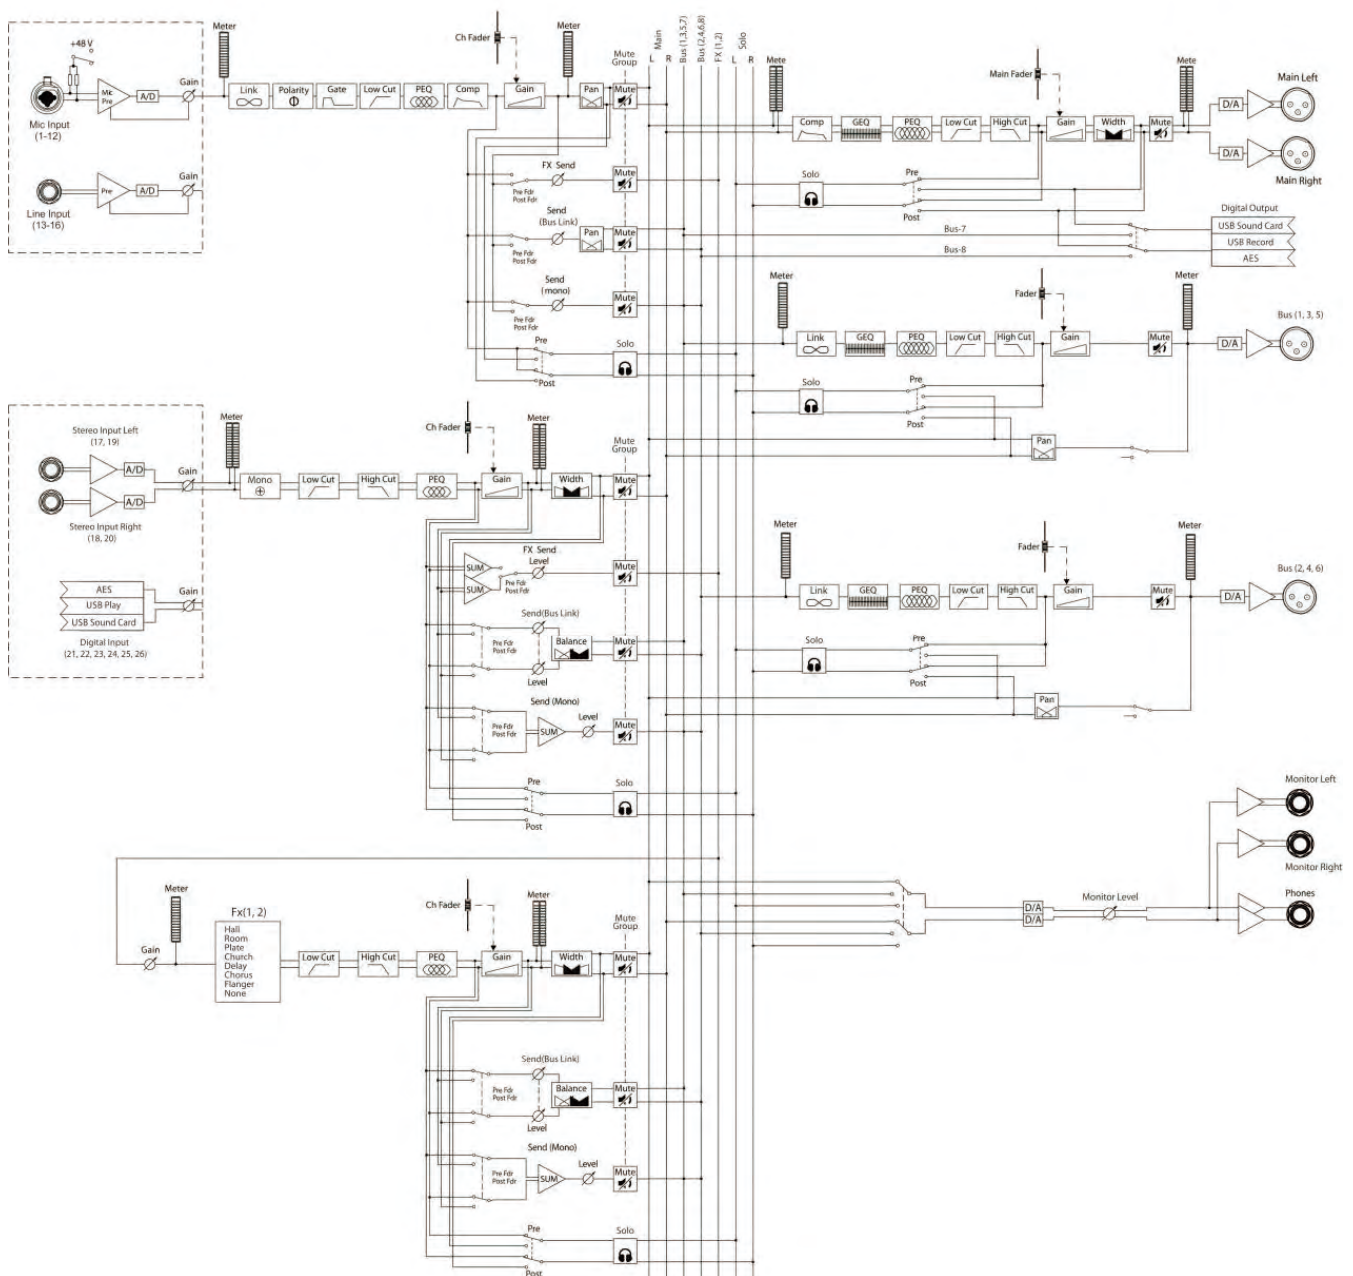 +48 V
Mic
Pre
A/D
Gain
Mic Input
(1-12)
Pre
A/D
Gain
Line Input
(13-16)
Meter
Link
Polarity
Gate
Low Cut
PEQ
Comp
Ch Fader
Gain
Meter
Pan
Mute
Group
Mute
FX Send
Pre Fdr
Post Fdr
Mute
Send
(Bus Link)
Pan
Pre Fdr
Post Fdr
Mute
Send
(mono)
Pre Fdr
Post Fdr
Mute
Pre
Post
Solo
L
Main
R
Bus (1,3,5,7)
Bus (2,4,6,8)
FX (1,2)
L
Solo
R
Mete
Comp
GEQ
PEQ
Low Cut
High Cut
Main Fader
Gain
Width
Mute
Mete
D/A
Main Left
D/A
Main Right
Solo
Pre
Post
Bus-7
Bus-8
Digital Output
USB Sound Card
USB Record
AES
Meter
Link
GEQ
PEQ
Low Cut
High Cut
Fader
Gain
Mute
Meter
D/A
Bus (1, 3, 5)
Solo
Pre
Post
Pan
Stereo Input Left
(17, 19)
A/D
A/D
Gain
Stereo Input Right
(18, 20)
AES
USB Play
USB Sound Card
Gain
Digital Input
(21, 22, 23, 24, 25, 26)
Meter
Mono
Low Cut
High Cut
PEQ
Ch Fader
Gain
Meter
Width
Mute
Group
Mute
FX Send
Level
SUM
SUM
Pre Fdr
Post Fdr
Mute
Send(Bus Link)
Pre Fdr
Post Fdr
Level
Balance
Mute
Send (Mono)
Pre Fdr
Post Fdr
SUM
Level
Mute
Pre
Post
Solo
Meter
Link
GEQ
PEQ
Low Cut
High Cut
Fader
Gain
Mute
Meter
D/A
Bus (2, 4, 6)
Solo
Pre
Post
Pan
Monitor Left
Monitor Right
Phones
D/A
D/A
Monitor Level
Gain
Meter
Fx(1, 2)
Hall
Room
Plate
Church
Delay
Chorus
Flanger
None
Low Cut
High Cut
PEQ
Ch Fader
Gain
Meter
Width
Mute
Group
Mute
Send(Bus Link)
Pre Fdr
Post Fdr
Level
Balance
Mute
Send (Mono)
Pre Fdr
Post Fdr
SUM
Level
Mute
Pre
Post
Solo